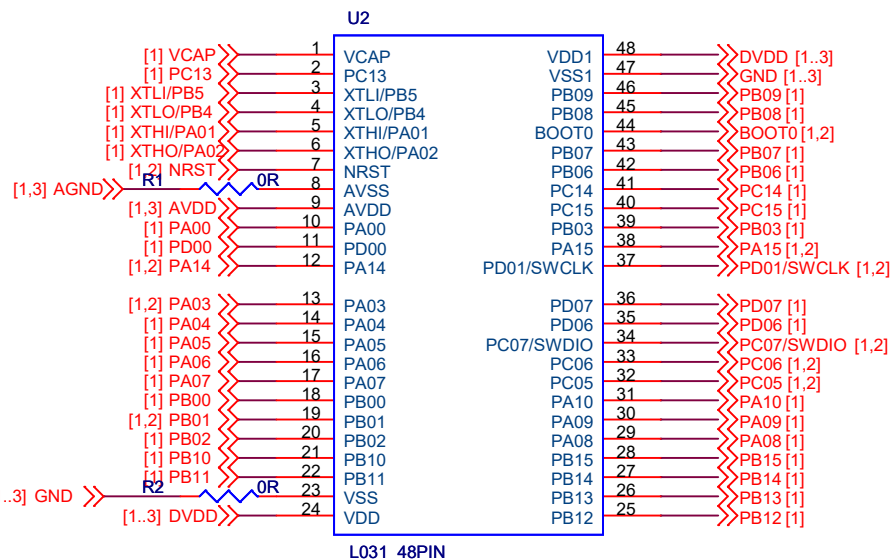 U2
[1] VCAP 1 VCAP VDD1 48 DVDD [1..3]
[1] PC13 2 PC13 VSS1 47 GND [1..3]
[1] XTLI/PB5 3 XTLI/PB5 PB09 46 PB09 [1]
[1] XTLO/PB4 4 XTLO/PB4 PB08 45 PB08 [1]
[1] XTHI/PA01 5 XTHI/PA01 BOOT0 44 BOOT0 [1,2]
[1] XTHO/PA02 6 XTHO/PA02 PB07 43 PB07 [1]
[1,2] NRST 7 NRST PB06 42 PB06 [1]
[1,3] AGND R1 0R 8 AVSS PC14 41 PC14 [1]
[1,3] AVDD 9 AVDD PC15 40 PC15 [1]
[1] PA00 10 PA00 PB03 39 PB03 [1]
[1] PD00 11 PD00 PA15 38 PA15 [1,2]
[1,2] PA14 12 PA14 PD01/SWCLK 37 PD01/SWCLK [1,2]
[1,2] PA03 13 PA03 PD07 36 PD07 [1]
[1] PA04 14 PA04 PD06 35 PD06 [1]
[1] PA05 15 PA05 PC07/SWDIO 34 PC07/SWDIO [1,2]
[1] PA06 16 PA06 PC06 33 PC06 [1,2]
[1] PA07 17 PA07 PC05 32 PC05 [1,2]
[1] PB00 18 PB00 PA10 31 PA10 [1]
[1,2] PB01 19 PB01 PA09 30 PA09 [1]
[1] PB02 20 PB02 PA08 29 PA08 [1]
[1] PB10 21 PB10 PB15 28 PB15 [1]
[1] PB11 22 PB11 PB14 27 PB14 [1]
..3] GND R2 0R 23 VSS PB13 26 PB13 [1]
[1..3] DVDD 24 VDD PB12 25 PB12 [1]
L031_48PIN